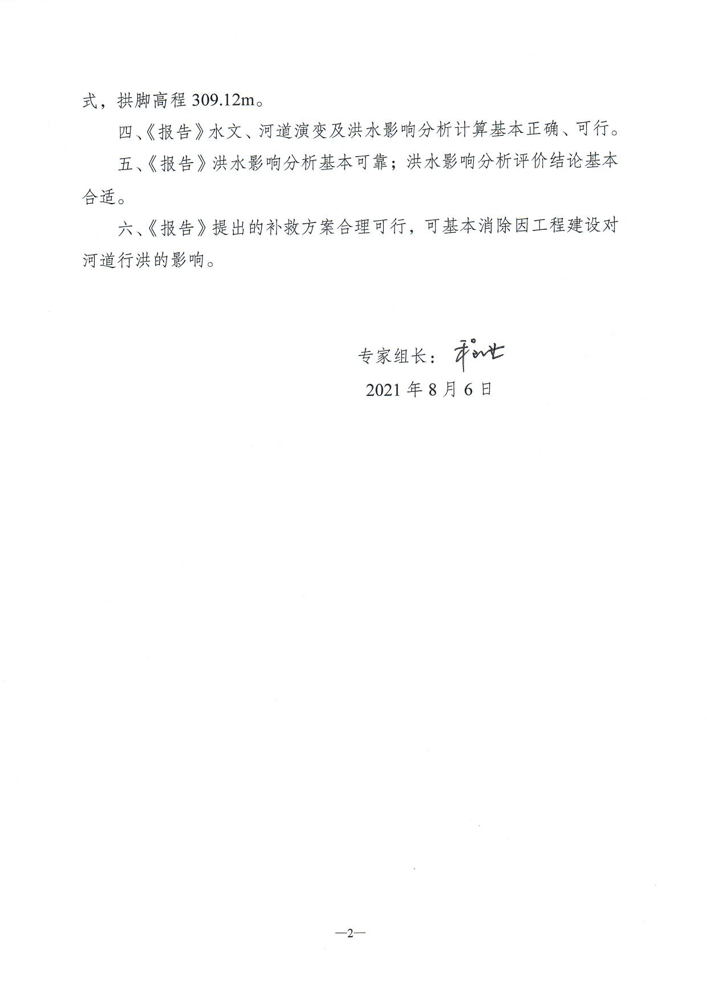 式，拱脚高程 309.12m。
四、《报告》水文、河道演变及洪水影响分析计算基本正确、可行。
五、《报告》洪水影响分析基本可靠；洪水影响分析评价结论基本
合适。
六、《报告》提出的补救方案合理可行，可基本消除因工程建设对
河道行洪的影响。
专家组长：
2021 年 8 月 6 日
—2—